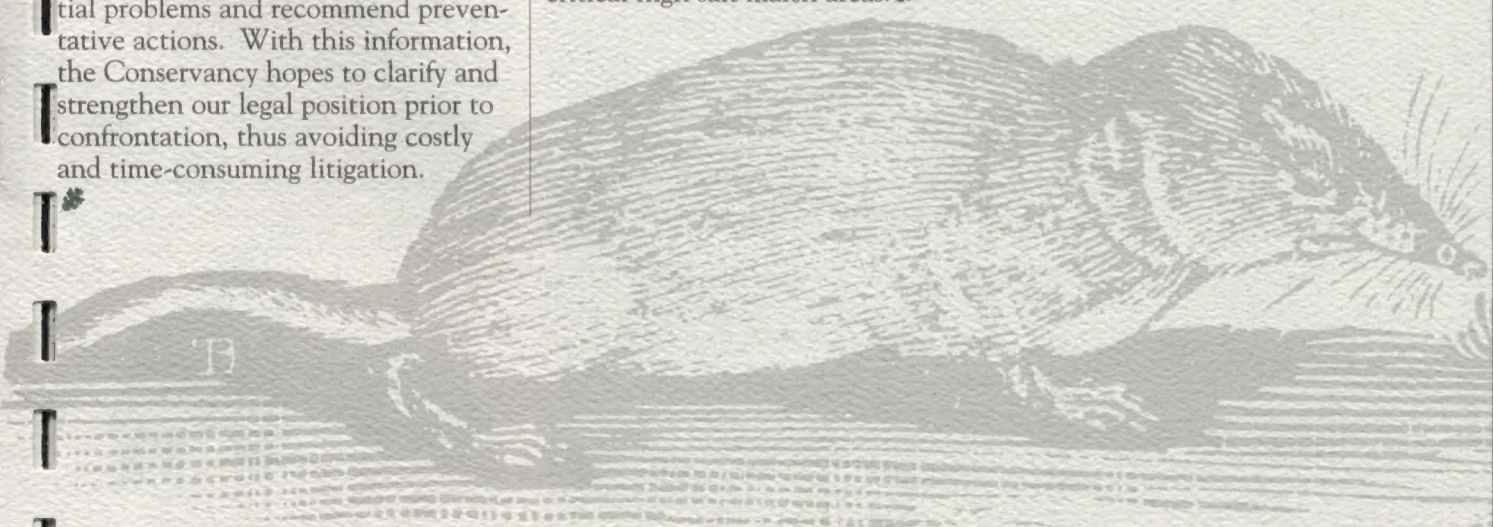 tial problems and recommend preven-
tative actions. With this information,
the Conservancy hopes to clarify and
strengthen our legal position prior to
confrontation, thus avoiding costly
and time-consuming litigation.